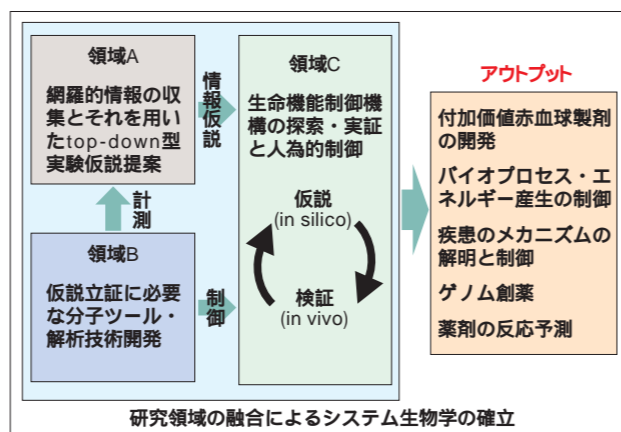 領域A
網羅的情報の収
集とそれを用い
たtop-down型
実験仮説提案
情報仮説
計測
領域B
仮説立証に必要
な分子ツール・
解析技術開発
制御
領域C
生命機能制御機
構の探索・実証
と人為的制御
仮説
(in silico)
検証
(in vivo)
アウトプット
付加価値赤血球製剤
の開発
バイオプロセス・エ
ネルギー産生の制御
疾患のメカニズムの
解明と制御
ゲノム創薬
薬剤の反応予測
研究領域の融合によるシステム生物学の確立